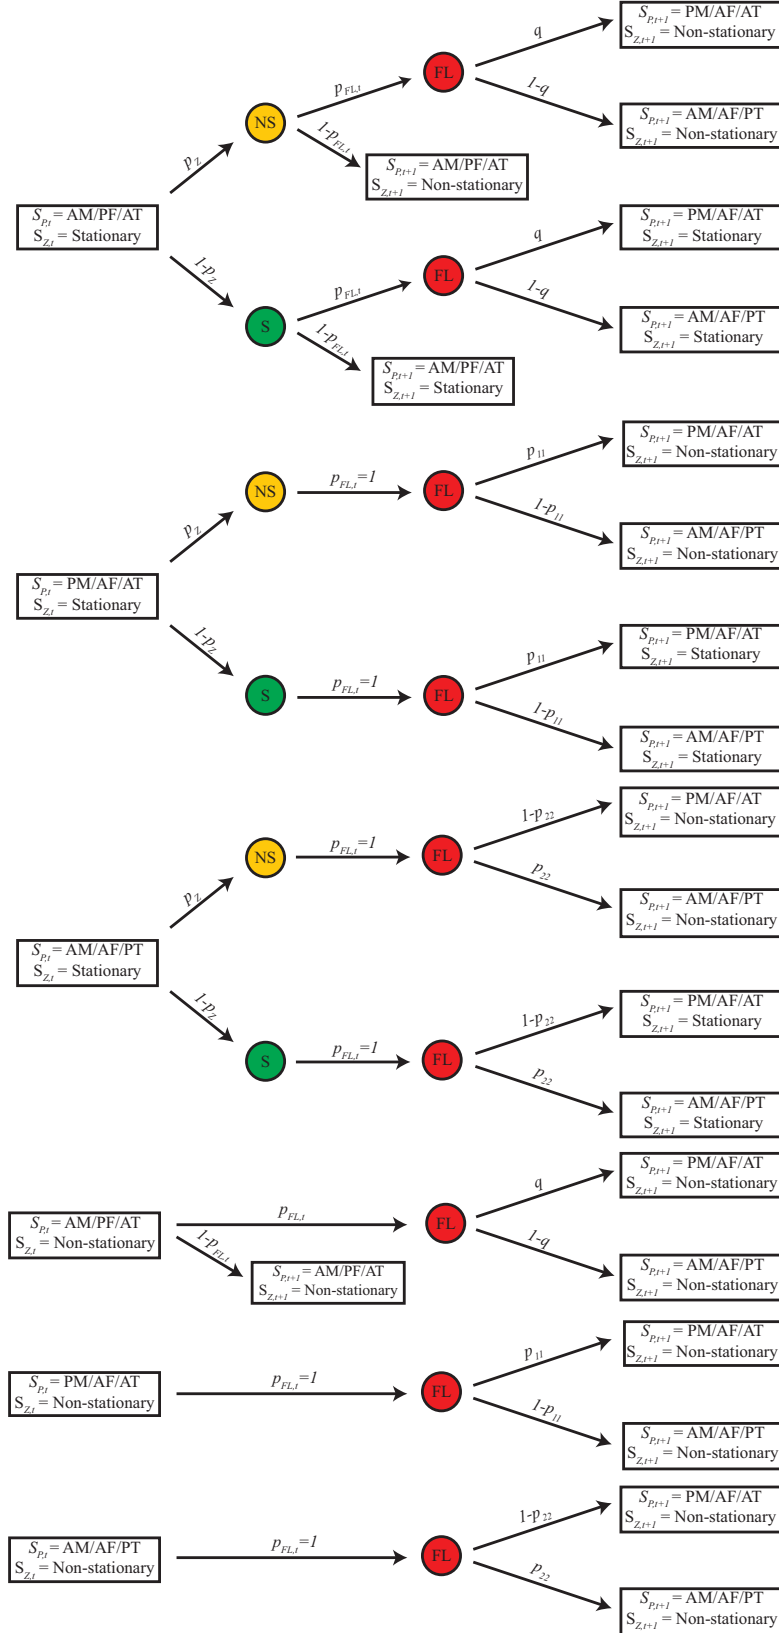 S_{P,t} = AM/PF/AT
S_{Z,t} = Stationary
p_Z
1-p_Z
NS
p_{FL,t}
1-p_{FL,t}
FL
q
1-q
S_{P,t+1} = PM/AF/AT
S_{Z,t+1} = Non-stationary
S_{P,t+1} = AM/AF/PT
S_{Z,t+1} = Non-stationary
S_{P,t+1} = AM/PF/AT
S_{Z,t+1} = Non-stationary
S
p_{FL,t}
1-p_{FL,t}
FL
q
1-q
S_{P,t+1} = PM/AF/AT
S_{Z,t+1} = Stationary
S_{P,t+1} = AM/AF/PT
S_{Z,t+1} = Stationary
S_{P,t+1} = AM/PF/AT
S_{Z,t+1} = Stationary
S_{P,t} = PM/AF/AT
S_{Z,t} = Stationary
p_Z
1-p_Z
NS
p_{FL,t}=1
FL
p_{11}
1-p_{11}
S_{P,t+1} = PM/AF/AT
S_{Z,t+1} = Non-stationary
S_{P,t+1} = AM/AF/PT
S_{Z,t+1} = Non-stationary
S
p_{FL,t}=1
FL
p_{11}
1-p_{11}
S_{P,t+1} = PM/AF/AT
S_{Z,t+1} = Stationary
S_{P,t+1} = AM/AF/PT
S_{Z,t+1} = Stationary
S_{P,t} = AM/AF/PT
S_{Z,t} = Stationary
p_Z
1-p_Z
NS
p_{FL,t}=1
FL
1-p_{22}
p_{22}
S_{P,t+1} = PM/AF/AT
S_{Z,t+1} = Non-stationary
S_{P,t+1} = AM/AF/PT
S_{Z,t+1} = Non-stationary
S
p_{FL,t}=1
FL
1-p_{22}
p_{22}
S_{P,t+1} = PM/AF/AT
S_{Z,t+1} = Stationary
S_{P,t+1} = AM/AF/PT
S_{Z,t+1} = Stationary
S_{P,t} = AM/PF/AT
S_{Z,t} = Non-stationary
p_{FL,t}
1-p_{FL,t}
FL
q
1-q
S_{P,t+1} = PM/AF/AT
S_{Z,t+1} = Non-stationary
S_{P,t+1} = AM/AF/PT
S_{Z,t+1} = Non-stationary
S_{P,t+1} = AM/PF/AT
S_{Z,t+1} = Non-stationary
S_{P,t} = PM/AF/AT
S_{Z,t} = Non-stationary
p_{FL,t}=1
FL
p_{11}
1-p_{11}
S_{P,t+1} = PM/AF/AT
S_{Z,t+1} = Non-stationary
S_{P,t+1} = AM/AF/PT
S_{Z,t+1} = Non-stationary
S_{P,t} = AM/AF/PT
S_{Z,t} = Non-stationary
p_{FL,t}=1
FL
1-p_{22}
p_{22}
S_{P,t+1} = PM/AF/AT
S_{Z,t+1} = Non-stationary
S_{P,t+1} = AM/AF/PT
S_{Z,t+1} = Non-stationary